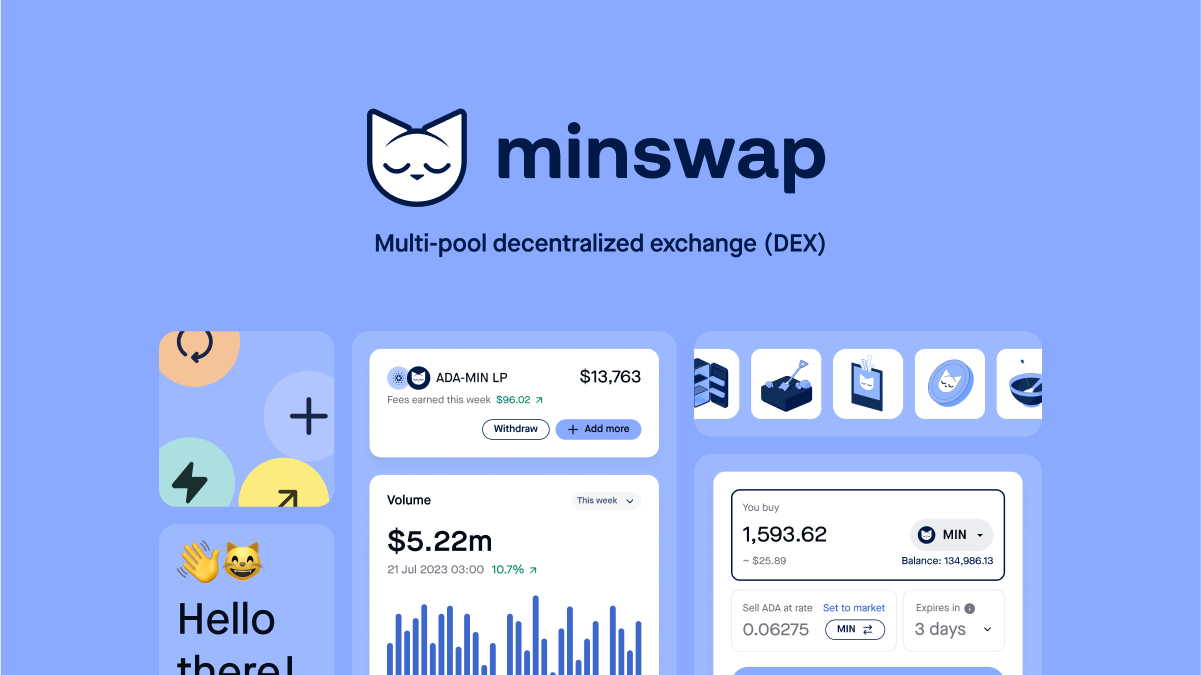 minswap
Multi-pool decentralized exchange (DEX)
ADA-MIN LP
$13,763
Fees earned this week $96.02
Withdraw
Add more
Volume
This week
$5.22m
21 Jul 2023 03:00 10.7%
Hello
there!
You buy
1,593.62
MIN
~ $25.89
Balance: 134,986.13
Sell ADA at rate Set to market
0.06275
MIN
Expires in
3 days